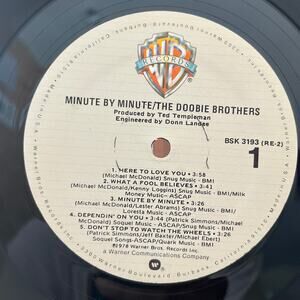 WB
RECORDS
MINUTE BY MINUTE/THE DOOBIE BROTHERS
Produced by Ted Templeman
Engineered by Donn Landee
BSK 3193 (RE-2)
1
1. HERE TO LOVE YOU • 3:58
(Michael McDonald) Snug Music - BMI
2. WHAT A FOOL BELIEVES • 3:41
(Michael McDonald/Kenny Loggins) Snug Music - BMI/Milk
Money Music - ASCAP
3. MINUTE BY MINUTE • 3:26
(Michael McDonald/Lester Abrams) Snug Music - BMI/
Loresta Music - ASCAP
4. DEPENDIN' ON YOU • 3:44 (Patrick Simmons/Michael
McDonald) Soquel Songs - ASCAP/Snug Music - BMI
5. DON'T STOP TO WATCH THE WHEELS • 3:26
(Patrick Simmons/Jeff Baxter/Michael Ebert)
Soquel Songs-ASCAP/Quark Music - BMI
℗1978 Warner Bros. Records Inc.
a Warner Communications Company